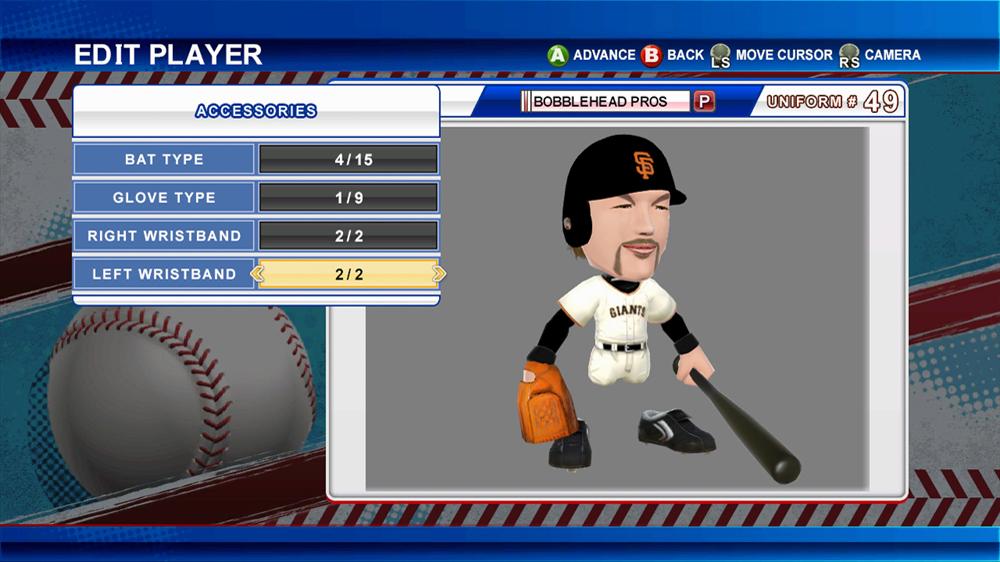 EDIT PLAYER
A ADVANCE B BACK LS MOVE CURSOR RS CAMERA
ACCESSORIES
BOBBLEHEAD PROS P UNIFORM # 49
BAT TYPE 4/15
GLOVE TYPE 1/9
RIGHT WRISTBAND 2/2
LEFT WRISTBAND 2/2
SF
GIANTS